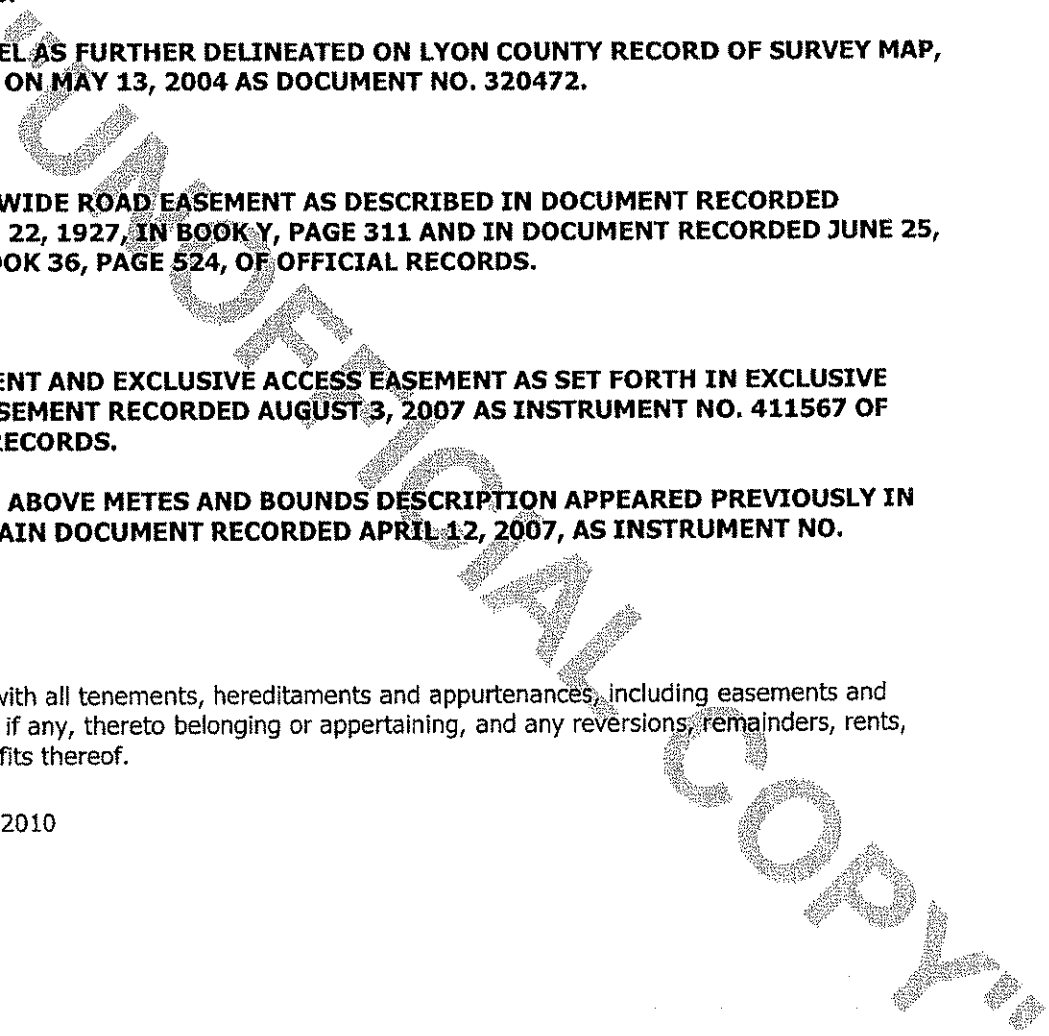 EL AS FURTHER DELINEATED ON LYON COUNTY RECORD OF SURVEY MAP,
ON MAY 13, 2004 AS DOCUMENT NO. 320472.
WIDE ROAD EASEMENT AS DESCRIBED IN DOCUMENT RECORDED
22, 1927, IN BOOK Y, PAGE 311 AND IN DOCUMENT RECORDED JUNE 25,
OOK 36, PAGE 524, OF OFFICIAL RECORDS.
ENT AND EXCLUSIVE ACCESS EASEMENT AS SET FORTH IN EXCLUSIVE
SEMENT RECORDED AUGUST 3, 2007 AS INSTRUMENT NO. 411567 OF
RECORDS.
ABOVE METES AND BOUNDS DESCRIPTION APPEARED PREVIOUSLY IN
AIN DOCUMENT RECORDED APRIL 12, 2007, AS INSTRUMENT NO.
with all tenements, hereditaments and appurtenances, including easements and
if any, thereto belonging or appertaining, and any reversions, remainders, rents,
fits thereof.
2010
"UNOFFICIAL COPY"